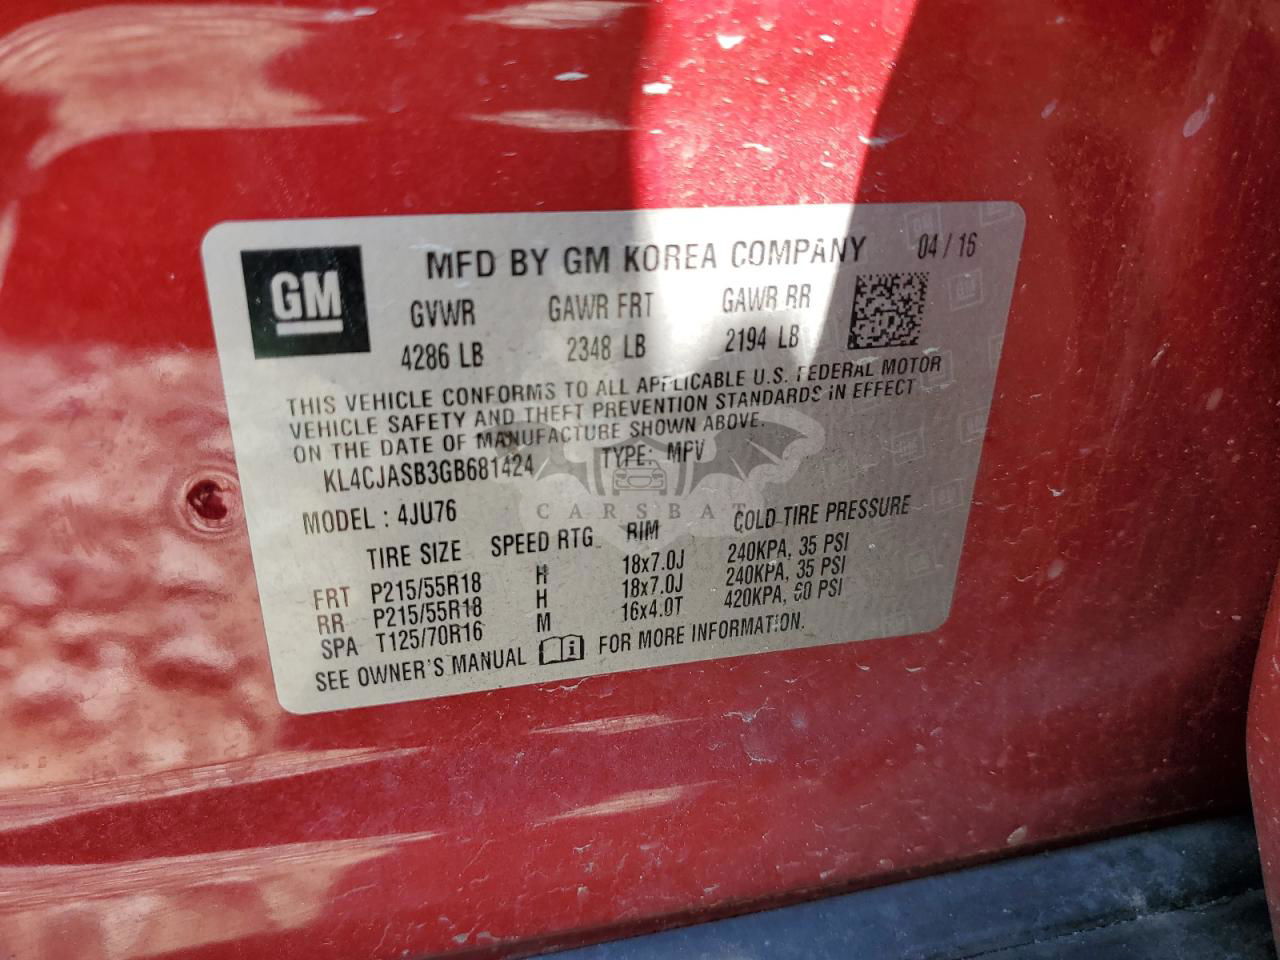 GM
MFD BY GM KOREA COMPANY 04 / 16
GVWR GAWR FRT GAWR RR
4286 LB 2348 LB 2194 LB
THIS VEHICLE CONFORMS TO ALL APPLICABLE U.S. FEDERAL MOTOR
VEHICLE SAFETY AND THEFT PREVENTION STANDARDS IN EFFECT
ON THE DATE OF MANUFACTURE SHOWN ABOVE.
KL4CJASB3GB681424 TYPE: MPV
CARSBAT
MODEL : 4JU76
TIRE SIZE SPEED RTG RIM COLD TIRE PRESSURE
FRT P215/55R18 H 18x7.0J 240KPA, 35 PSI
RR P215/55R18 H 18x7.0J 240KPA, 35 PSI
SPA T125/70R16 M 16x4.0T 420KPA, 60 PSI
SEE OWNER'S MANUAL i FOR MORE INFORMATION.